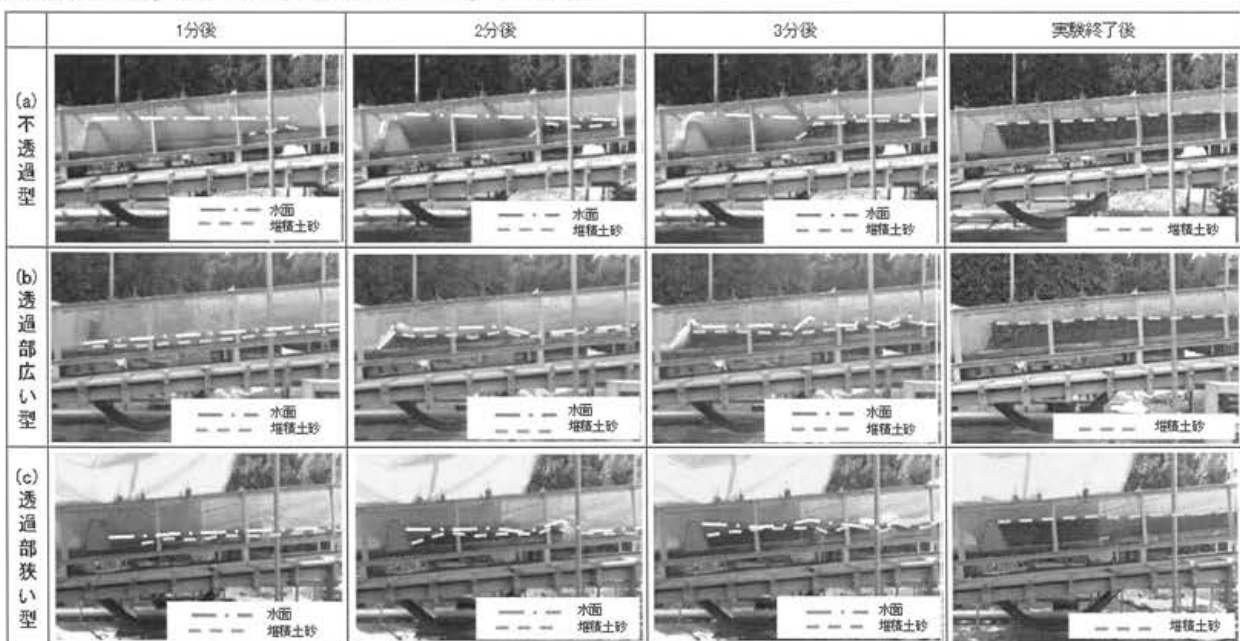 1分後 2分後 3分後 実験終了後
(a)不透過型
水面
堆積土砂
水面
堆積土砂
水面
堆積土砂
堆積土砂
(b)透過部広い型
水面
堆積土砂
水面
堆積土砂
水面
堆積土砂
堆積土砂
(c)透過部狭い型
水面
堆積土砂
水面
堆積土砂
水面
堆積土砂
堆積土砂